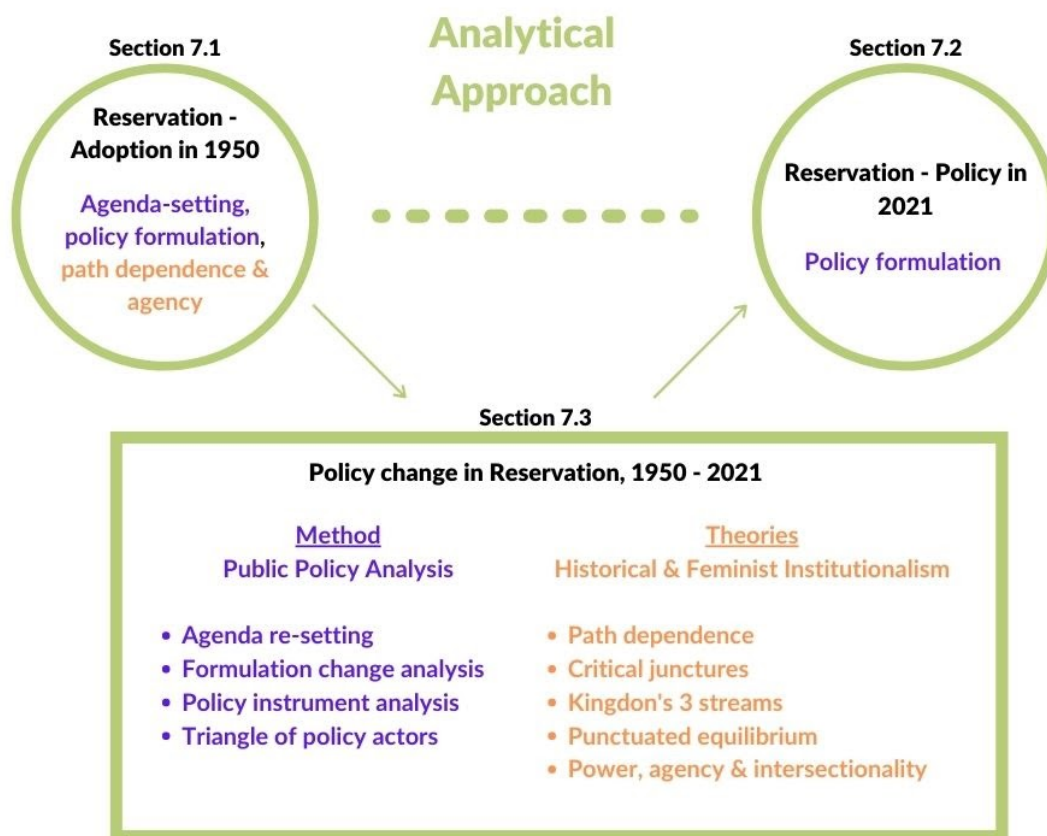 Analytical
Approach
Section 7.1
Reservation -
Adoption in 1950
Agenda-setting,
policy formulation,
path dependence &
agency
Section 7.2
Reservation - Policy in
2021
Policy formulation
Section 7.3
Policy change in Reservation, 1950 - 2021
Method
Public Policy Analysis
• Agenda re-setting
• Formulation change analysis
• Policy instrument analysis
• Triangle of policy actors
Theories
Historical & Feminist Institutionalism
• Path dependence
• Critical junctures
• Kingdon's 3 streams
• Punctuated equilibrium
• Power, agency & intersectionality